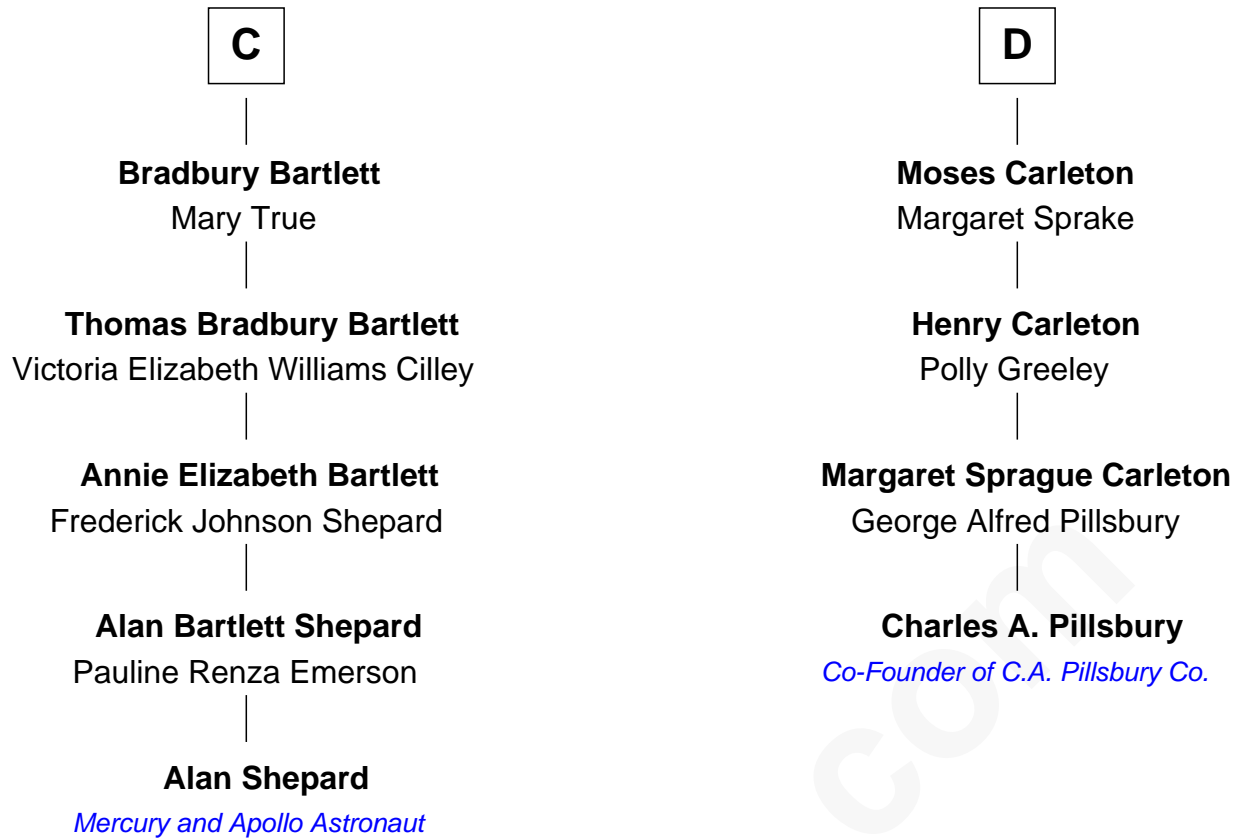 C
Bradbury Bartlett
Mary True
Thomas Bradbury Bartlett
Victoria Elizabeth Williams Cilley
Annie Elizabeth Bartlett
Frederick Johnson Shepard
Alan Bartlett Shepard
Pauline Renza Emerson
Alan Shepard
Mercury and Apollo Astronaut
D
Moses Carleton
Margaret Sprake
Henry Carleton
Polly Greeley
Margaret Sprague Carleton
George Alfred Pillsbury
Charles A. Pillsbury
Co-Founder of C.A. Pillsbury Co.
com